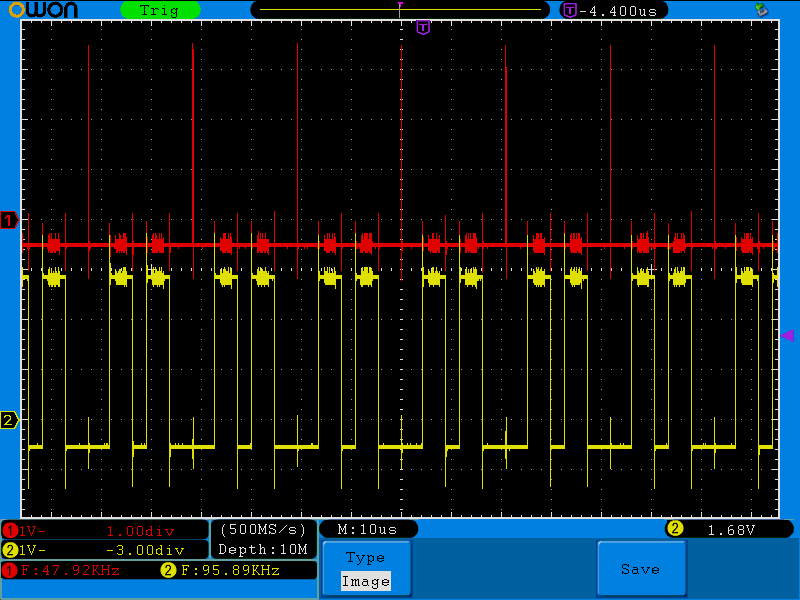 OWON Trig T -4.400us
T
1
2
1 1V- 1.00div (500MS/s) M:10us 2 1.68V
2 1V- -3.00div Depth:10M
1 F:47.92KHz 2 F:95.89KHz
Type
Image
Save